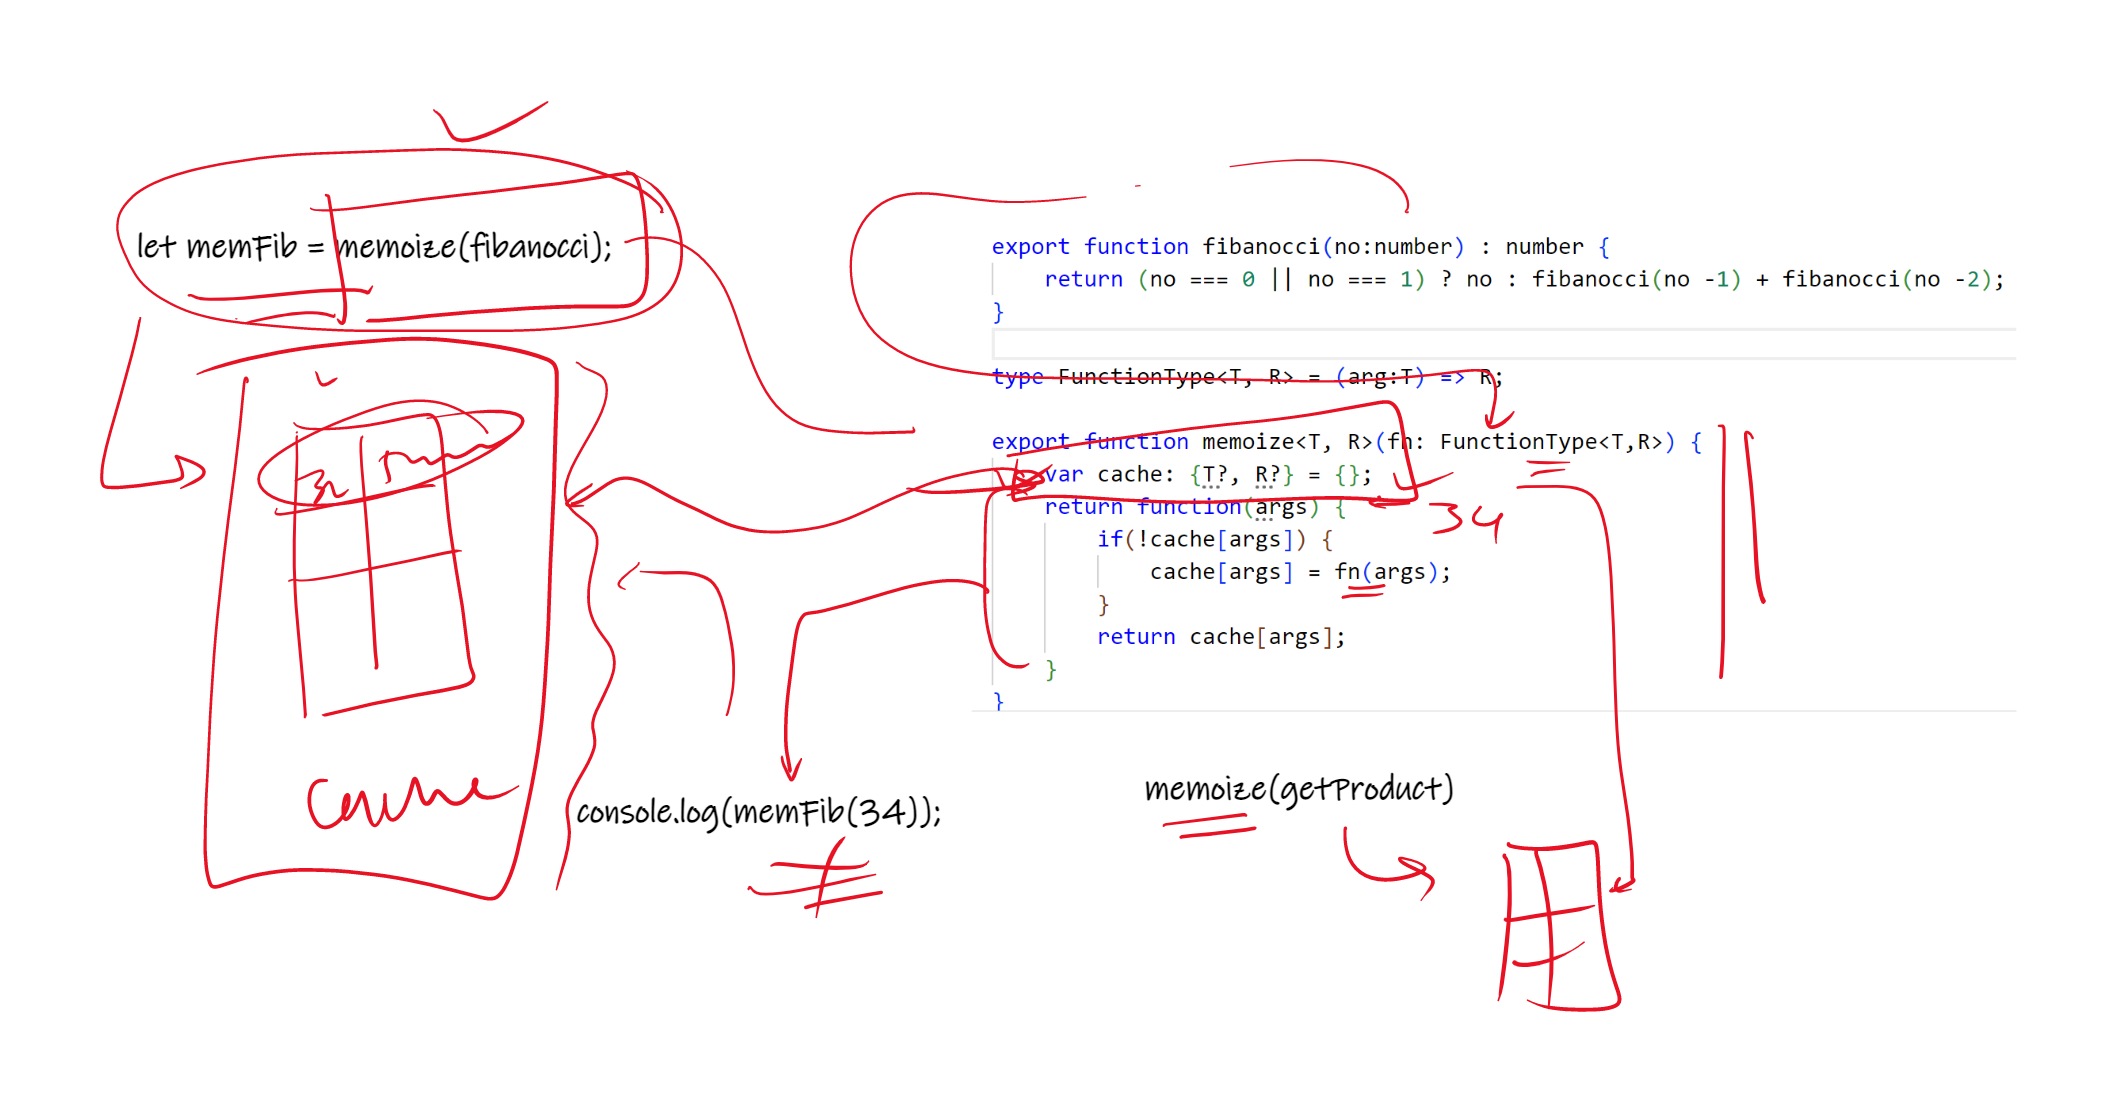 let memFib = memoize(fibanocci);
export function fibanocci(no:number) : number {
return (no === 0 || no === 1) ? no : fibanocci(no -1) + fibanocci(no -2);
}
type FunctionType<T, R> = (arg:T) => R;
export function memoize<T, R>(fn: FunctionType<T,R>) {
var cache: {T?, R?} = {};
return function(args) {
34
if(!cache[args]) {
cache[args] = fn(args);
}
return cache[args];
}
}
cache
console.log(memFib(34));
memoize(getProduct)